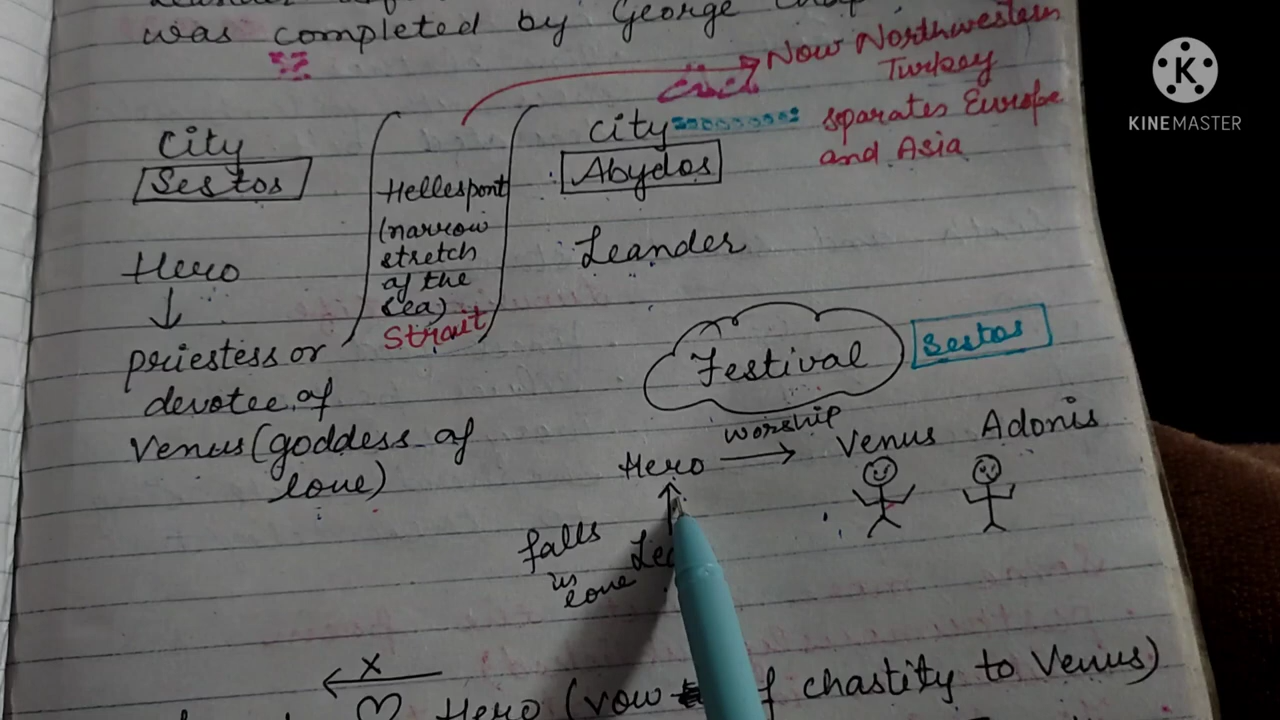 was completed by George
Now Northwestern
Turkey
separates Europe
and Asia
City
Sestos
Hellespont
(narrow
stretch
of the
sea)
Strait
City
Abydos
Hero
Leander
priestess or
devotee of
Venus (goddess of
love)
Festival
Sestos
Hero
worship
Venus Adonis
falls
in
love
X
Hero (vow of chastity to Venus)
K
KINEMASTER